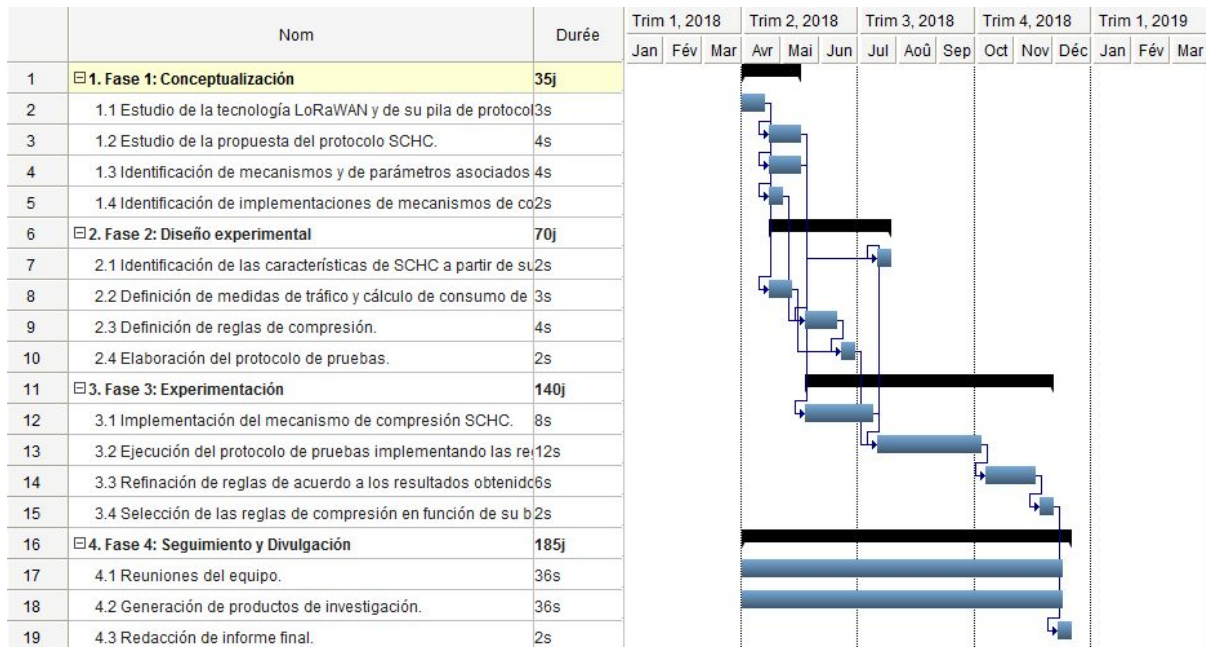 Nom Durée Trim 1, 2018 Trim 2, 2018 Trim 3, 2018 Trim 4, 2018 Trim 1, 2019
Jan Fév Mar Avr Mai Jun Jul Aoû Sep Oct Nov Déc Jan Fév Mar
1 1. Fase 1: Conceptualización 35j
2 1.1 Estudio de la tecnología LoRaWAN y de su pila de protocol 3s
3 1.2 Estudio de la propuesta del protocolo SCHC. 4s
4 1.3 Identificación de mecanismos y de parámetros asociados 4s
5 1.4 Identificación de implementaciones de mecanismos de co 2s
6 2. Fase 2: Diseño experimental 70j
7 2.1 Identificación de las características de SCHC a partir de su 2s
8 2.2 Definición de medidas de tráfico y cálculo de consumo de 3s
9 2.3 Definición de reglas de compresión. 4s
10 2.4 Elaboración del protocolo de pruebas. 2s
11 3. Fase 3: Experimentación 140j
12 3.1 Implementación del mecanismo de compresión SCHC. 8s
13 3.2 Ejecución del protocolo de pruebas implementando las re 12s
14 3.3 Refinación de reglas de acuerdo a los resultados obtenido 6s
15 3.4 Selección de las reglas de compresión en función de su b 2s
16 4. Fase 4: Seguimiento y Divulgación 185j
17 4.1 Reuniones del equipo. 36s
18 4.2 Generación de productos de investigación. 36s
19 4.3 Redacción de informe final. 2s